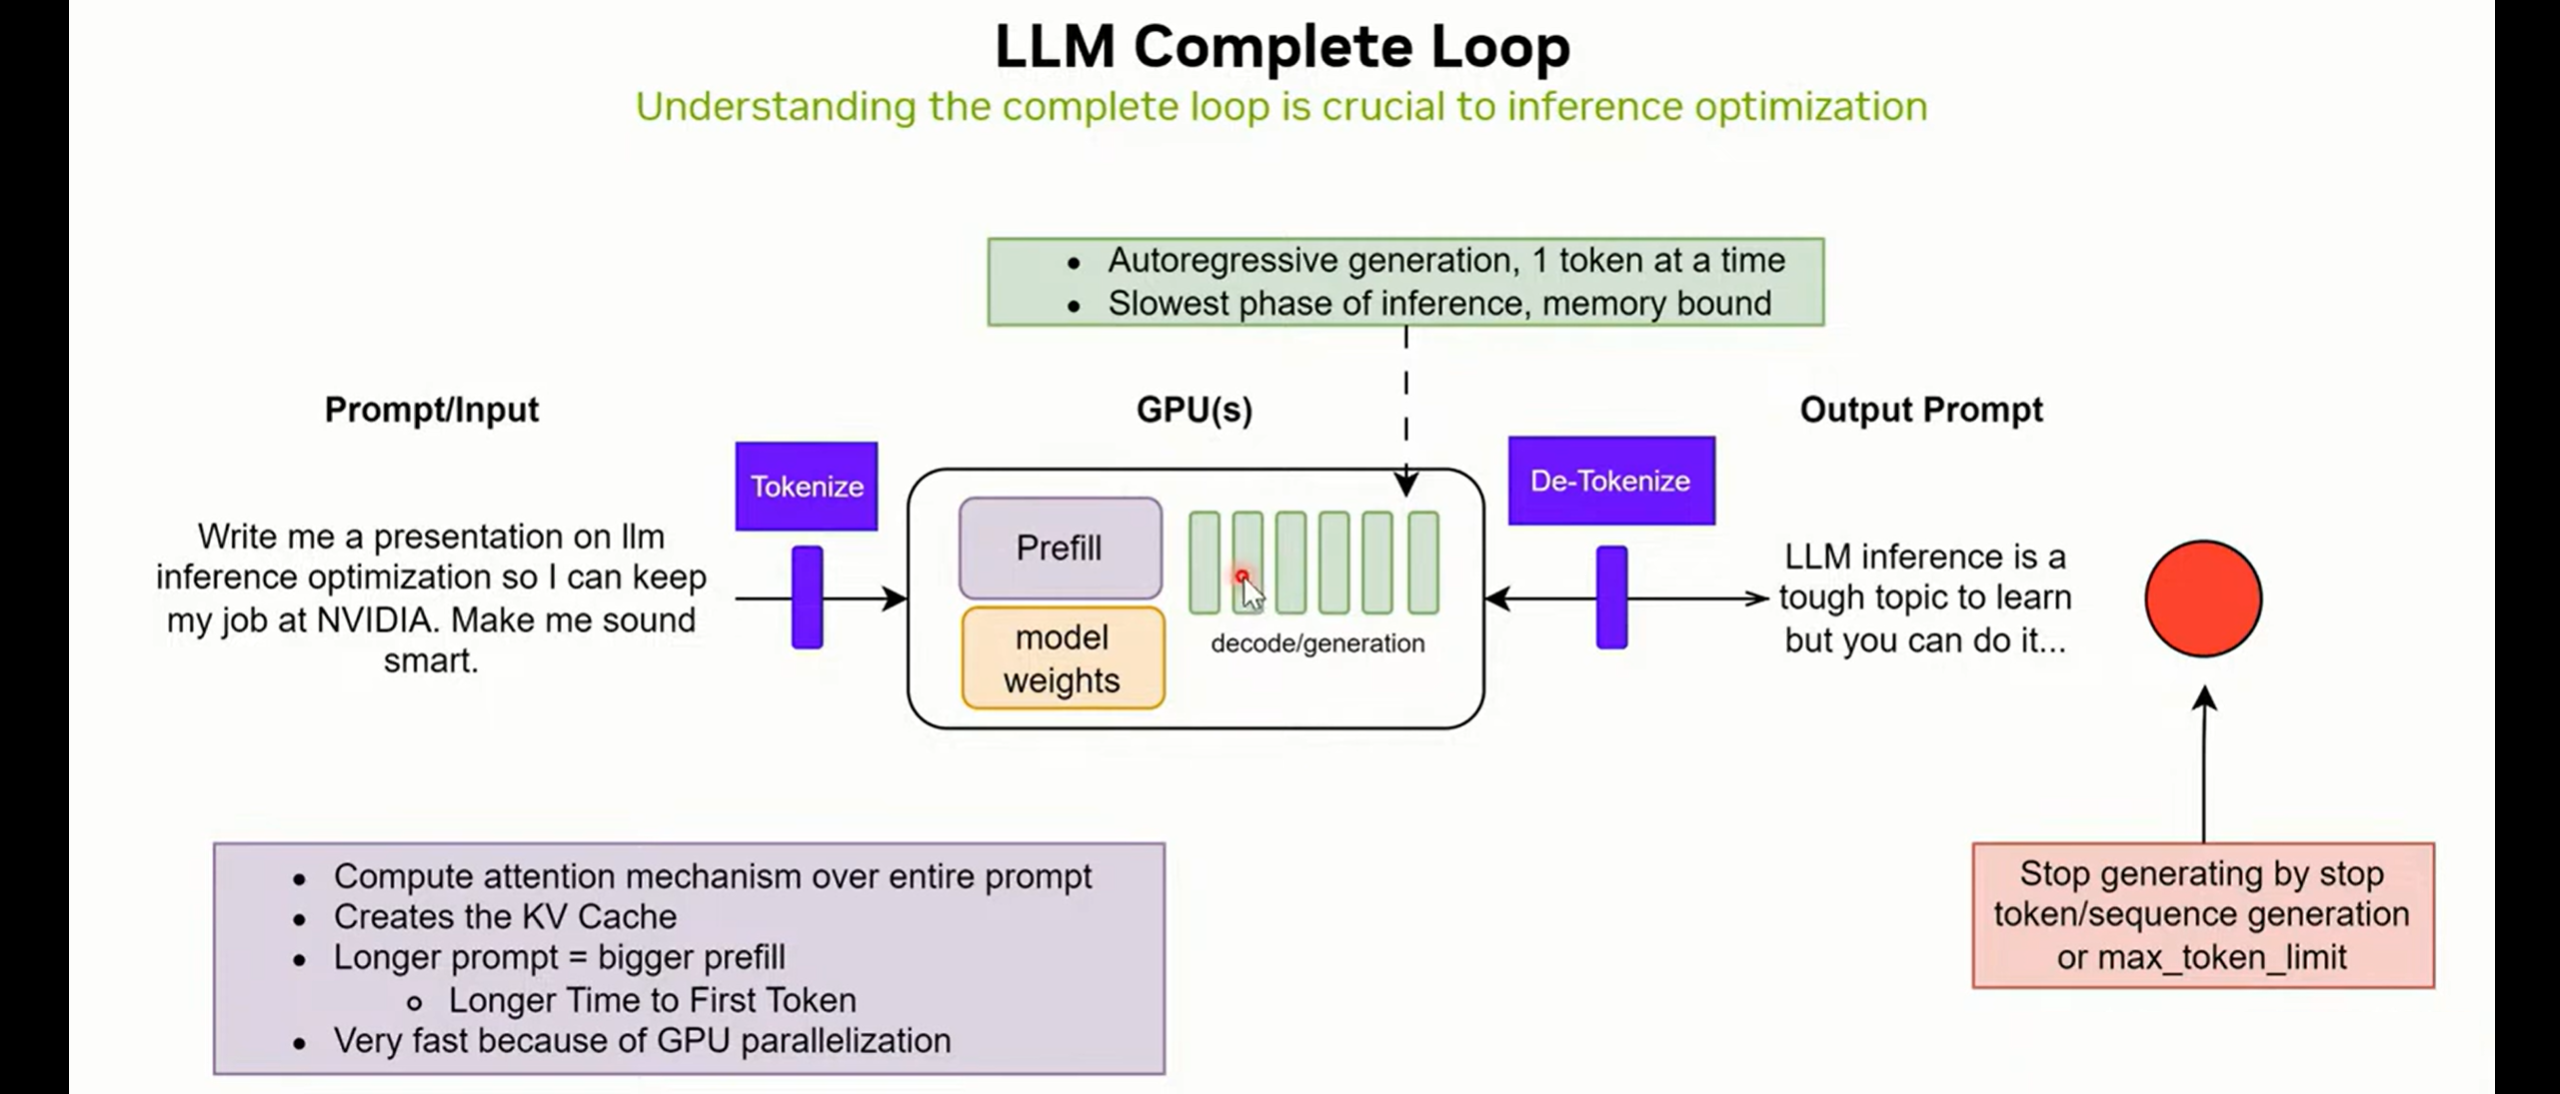 LLM Complete Loop
Understanding the complete loop is crucial to inference optimization
• Autoregressive generation, 1 token at a time
• Slowest phase of inference, memory bound
Prompt/Input
GPU(s)
Output Prompt
Tokenize
De-Tokenize
Write me a presentation on llm
inference optimization so I can keep
my job at NVIDIA. Make me sound
smart.
Prefill
model
weights
decode/generation
LLM inference is a
tough topic to learn
but you can do it...
• Compute attention mechanism over entire prompt
• Creates the KV Cache
• Longer prompt = bigger prefill
o Longer Time to First Token
• Very fast because of GPU parallelization
Stop generating by stop
token/sequence generation
or max_token_limit